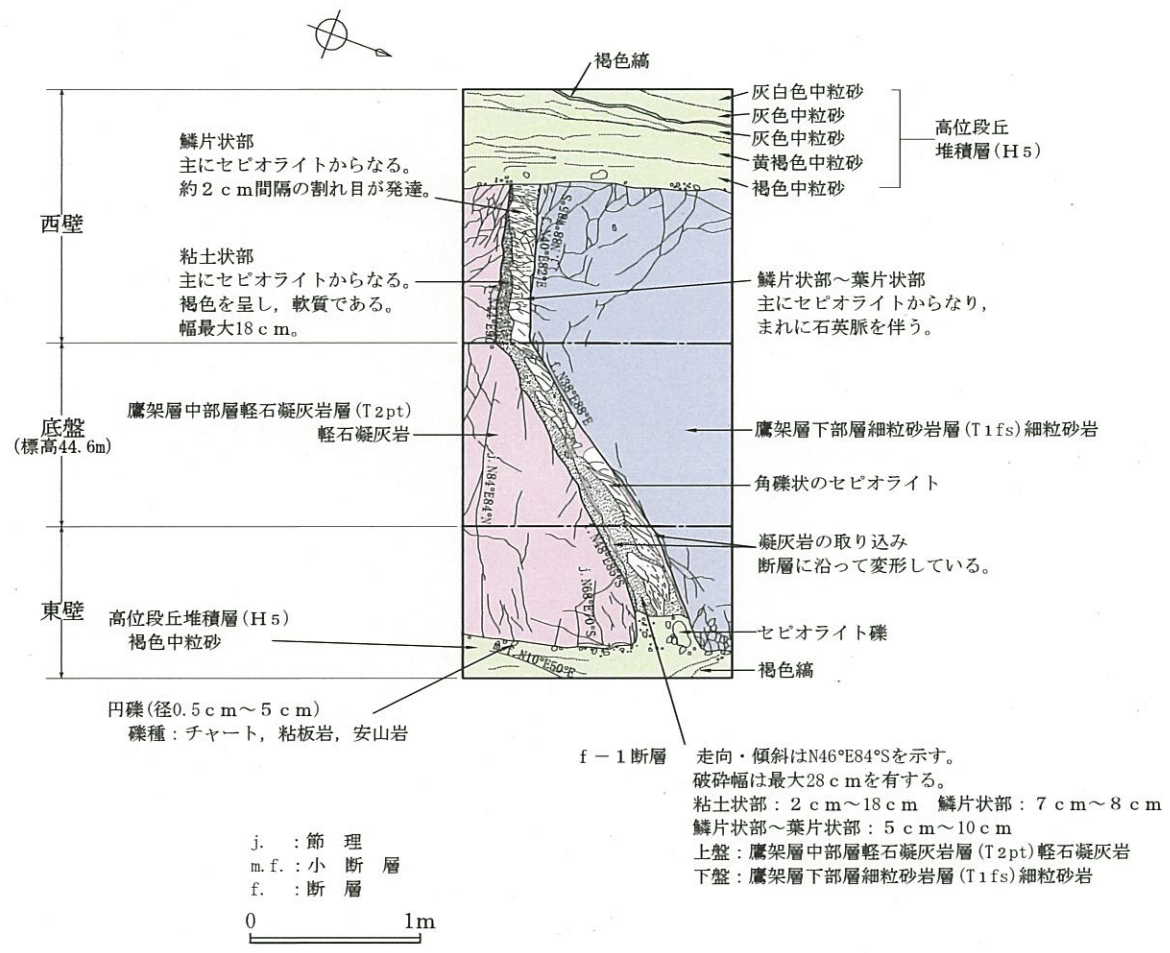 褐色縞
灰白色中粒砂
灰色中粒砂
灰色中粒砂
黄褐色中粒砂
褐色中粒砂
高位段丘
堆積層(H5)
鱗片状部
主にセピオライトからなる。
約2cm間隔の割れ目が発達。
西壁
粘土状部
主にセピオライトからなる。
褐色を呈し，軟質である。
幅最大18cm。
f.N40°E82°E
鱗片状部～葉片状部
主にセピオライトからなり，
まれに石英脈を伴う。
底盤
(標高44.6m)
鷹架層中部層軽石凝灰岩層(T2pt)
軽石凝灰岩
f.N38°E88°E
j.N84°E84°N
鷹架層下部層細粒砂岩層(T1fs)細粒砂岩
角礫状のセピオライト
凝灰岩の取り込み
断層に沿って変形している。
東壁
f.N48°E85°S
j.N68°E70°S
高位段丘堆積層(H5)
褐色中粒砂
セピオライト礫
褐色縞
m.f.N10°E50°E
円礫(径0.5cm～5cm)
礫種：チャート，粘板岩，安山岩
f－1断層　走向・傾斜はN46°E84°Sを示す。
破砕幅は最大28cmを有する。
粘土状部：2cm～18cm　鱗片状部：7cm～8cm
鱗片状部～葉片状部：5cm～10cm
上盤：鷹架層中部層軽石凝灰岩層(T2pt)軽石凝灰岩
下盤：鷹架層下部層細粒砂岩層(T1fs)細粒砂岩
j.　：節　理
m.f.：小　断　層
f.　：断　層
0　1m